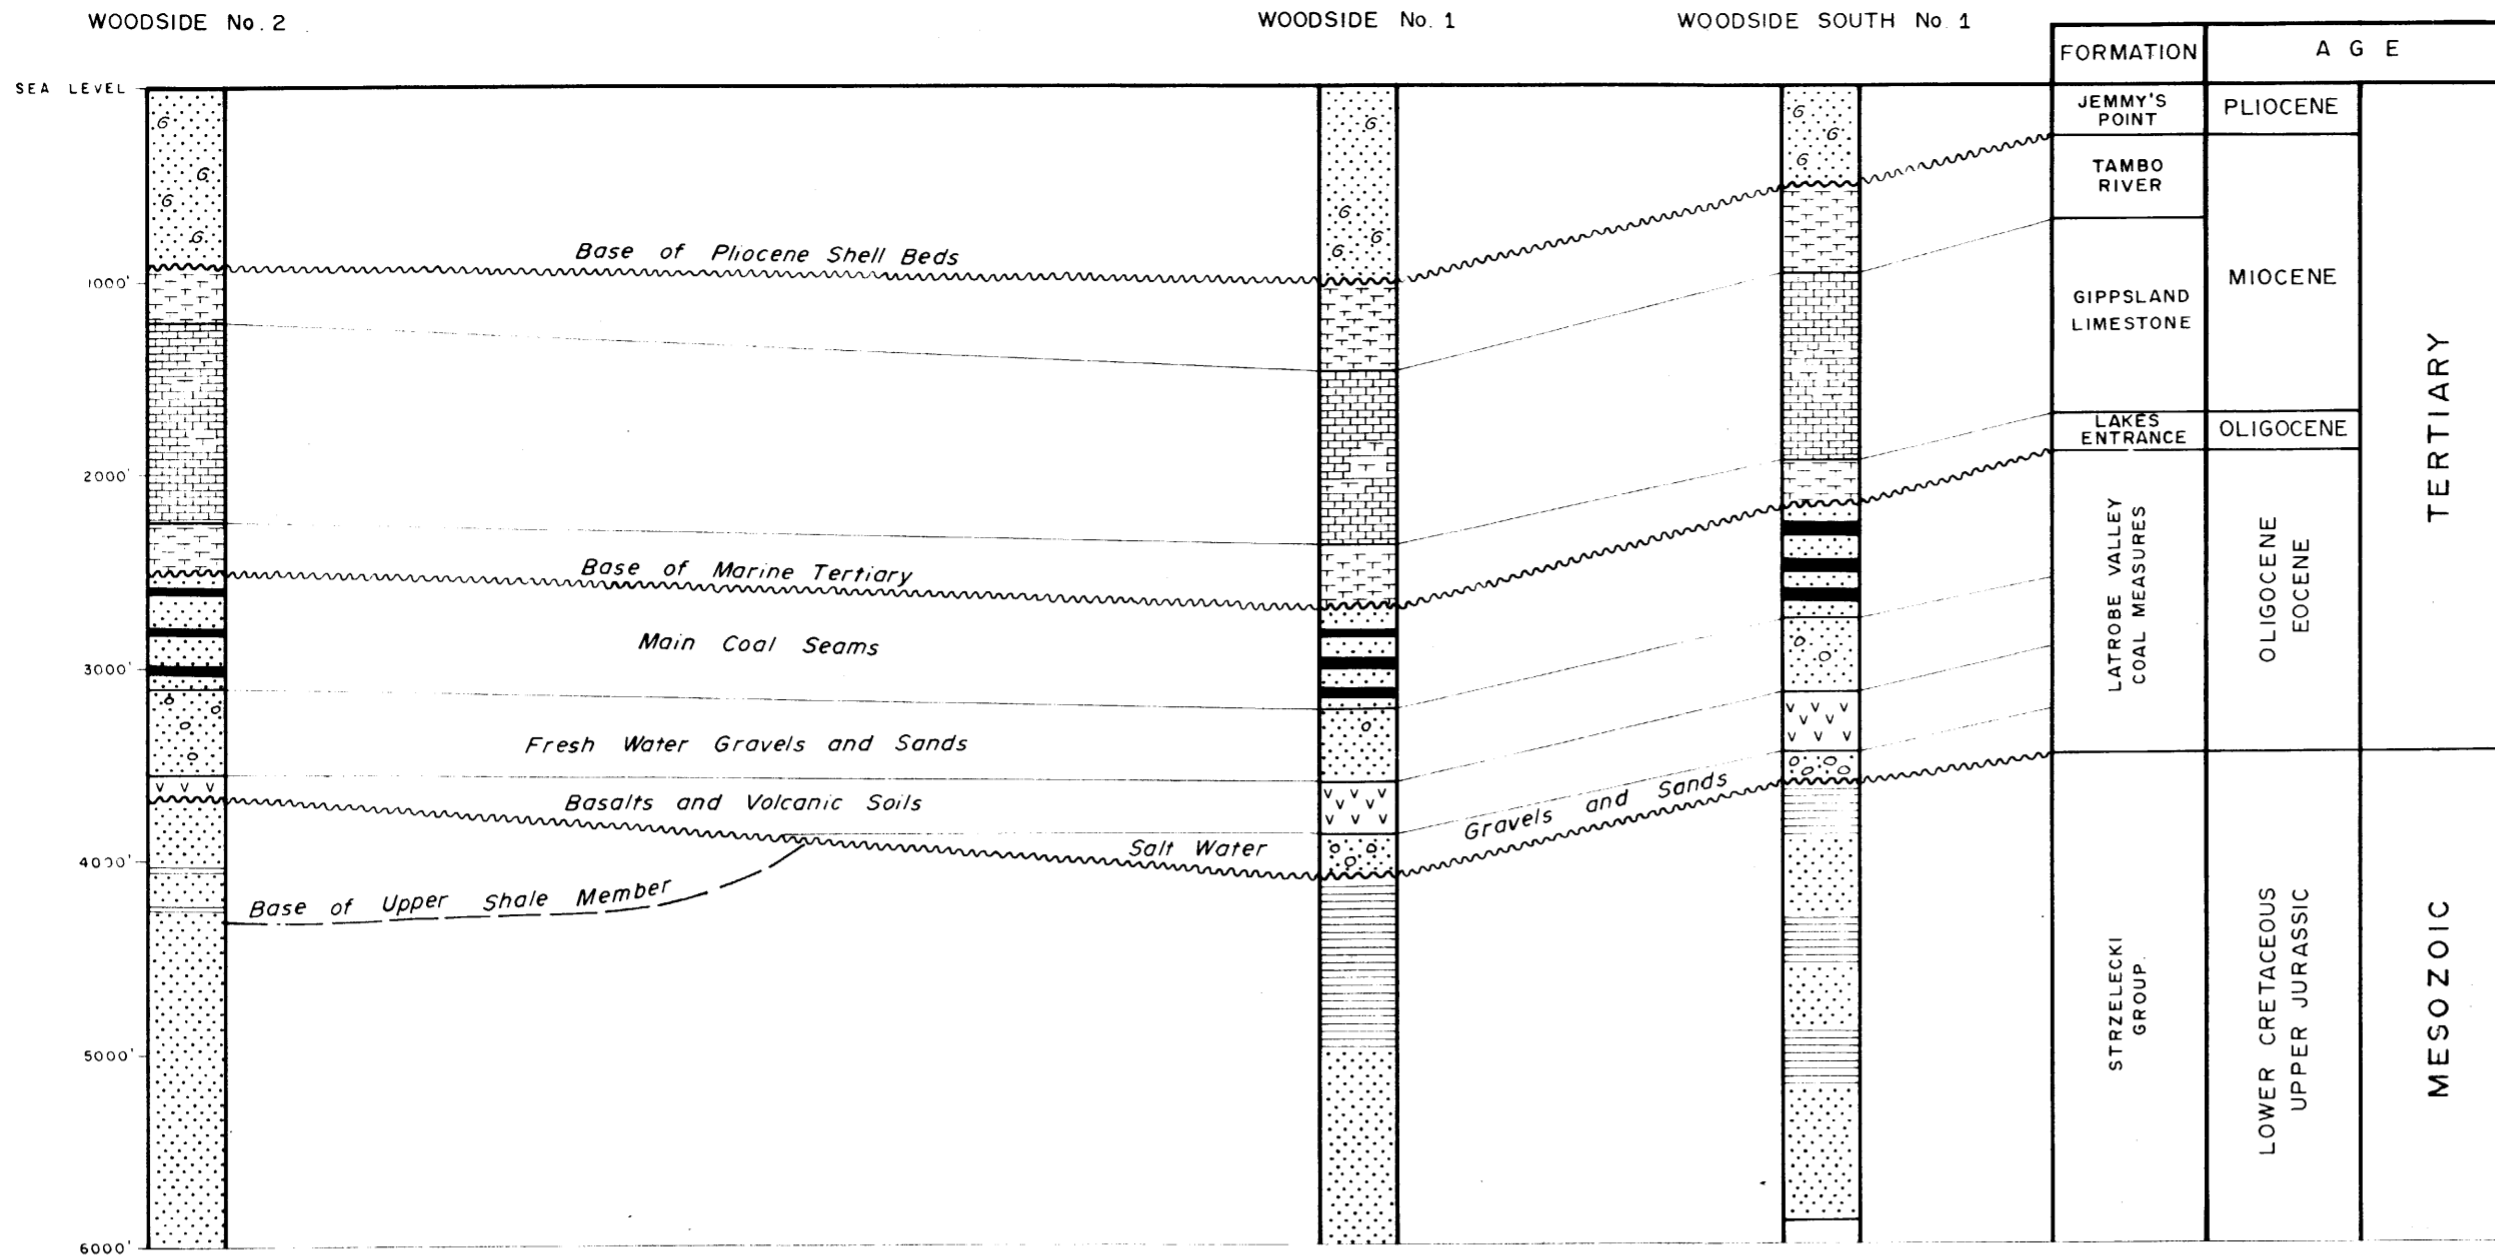 WOODSIDE No. 2
WOODSIDE No. 1
WOODSIDE SOUTH No 1
FORMATION
A G E
SEA LEVEL
JEMMY'S
POINT
PLIOCENE
TAMBO
RIVER
Base of Pliocene Shell Beds
1000'
MIOCENE
GIPPSLAND
LIMESTONE
TERTIARY
LAKES
ENTRANCE
OLIGOCENE
2000'
LATROBE VALLEY
COAL MEASURES
OLIGOCENE
EOCENE
Base of Marine Tertiary
Main Coal Seams
3000'
Fresh Water Gravels and Sands
Basalts and Volcanic Soils
Salt Water
Gravels and Sands
4000'
Base of Upper Shale Member
STRZELECKI
GROUP.
LOWER CRETACEOUS
UPPER JURASSIC
MESOZOIC
5000'
6000'
G
G
G
G
G
G
G
G
G
G
G